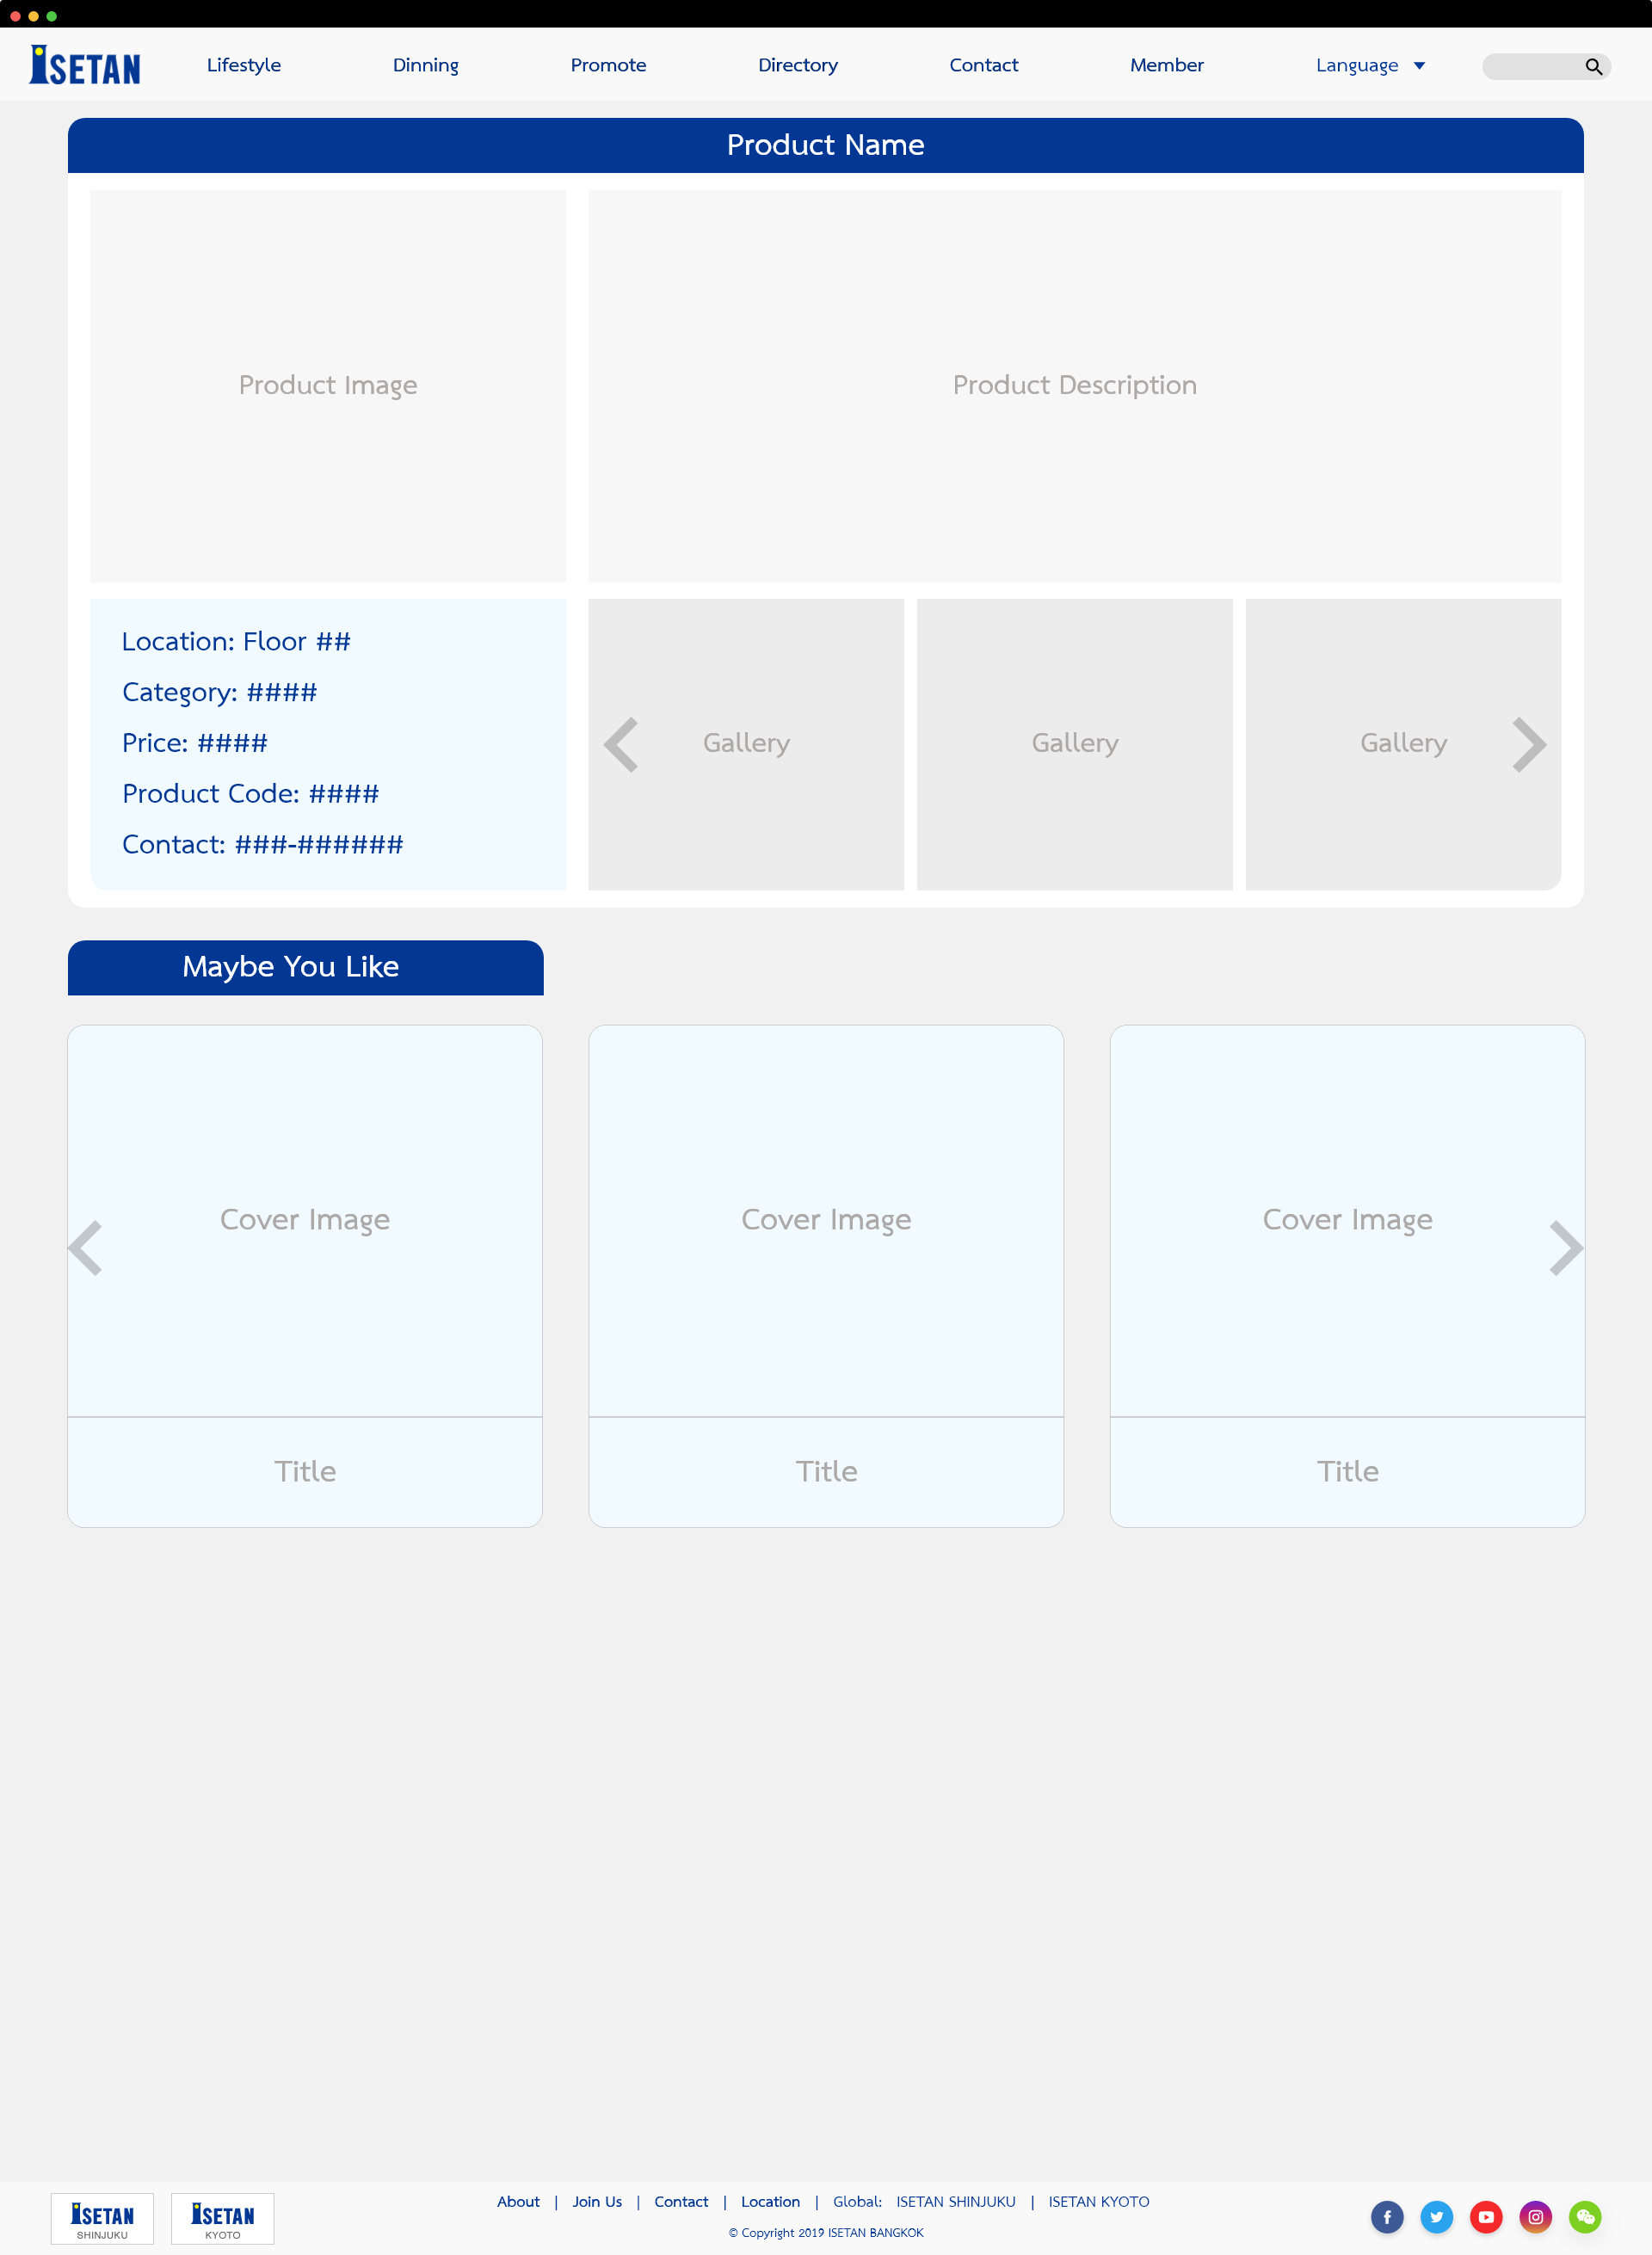 ISETAN Lifestyle Dinning Promote Directory Contact Member Language
Product Name
Product Image
Product Description
Location: Floor ##
Category: ####
Price: ####
Product Code: ####
Contact: ###-######
Gallery Gallery Gallery
Maybe You Like
Cover Image Cover Image Cover Image
Title Title Title
ISETAN
SHINJUKU
ISETAN
KYOTO
About | Join Us | Contact | Location | Global: ISETAN SHINJUKU | ISETAN KYOTO
© Copyright 2019 ISETAN BANGKOK